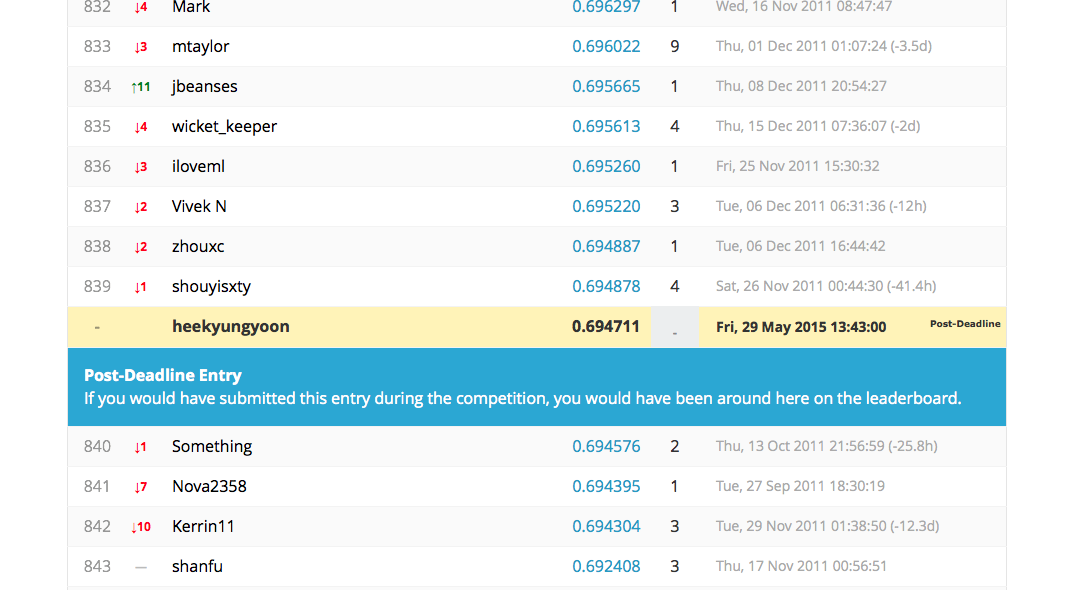 832 ↓4 Mark 0.696297 1 Wed, 16 Nov 2011 08:47:47
833 ↓3 mtaylor 0.696022 9 Thu, 01 Dec 2011 01:07:24 (-3.5d)
834 ↑11 jbeanses 0.695665 1 Thu, 08 Dec 2011 20:54:27
835 ↓4 wicket_keeper 0.695613 4 Thu, 15 Dec 2011 07:36:07 (-2d)
836 ↓3 iloveml 0.695260 1 Fri, 25 Nov 2011 15:30:32
837 ↓2 Vivek N 0.695220 3 Tue, 06 Dec 2011 06:31:36 (-12h)
838 ↓2 zhouxc 0.694887 1 Tue, 06 Dec 2011 16:44:42
839 ↓1 shouyisxty 0.694878 4 Sat, 26 Nov 2011 00:44:30 (-41.4h)
- heekyungyoon 0.694711 - Fri, 29 May 2015 13:43:00 Post-Deadline
Post-Deadline Entry
If you would have submitted this entry during the competition, you would have been around here on the leaderboard.
840 ↓1 Something 0.694576 2 Thu, 13 Oct 2011 21:56:59 (-25.8h)
841 ↓7 Nova2358 0.694395 1 Tue, 27 Sep 2011 18:30:19
842 ↓10 Kerrin11 0.694304 3 Tue, 29 Nov 2011 01:38:50 (-12.3d)
843 — shanfu 0.692408 3 Thu, 17 Nov 2011 00:56:51